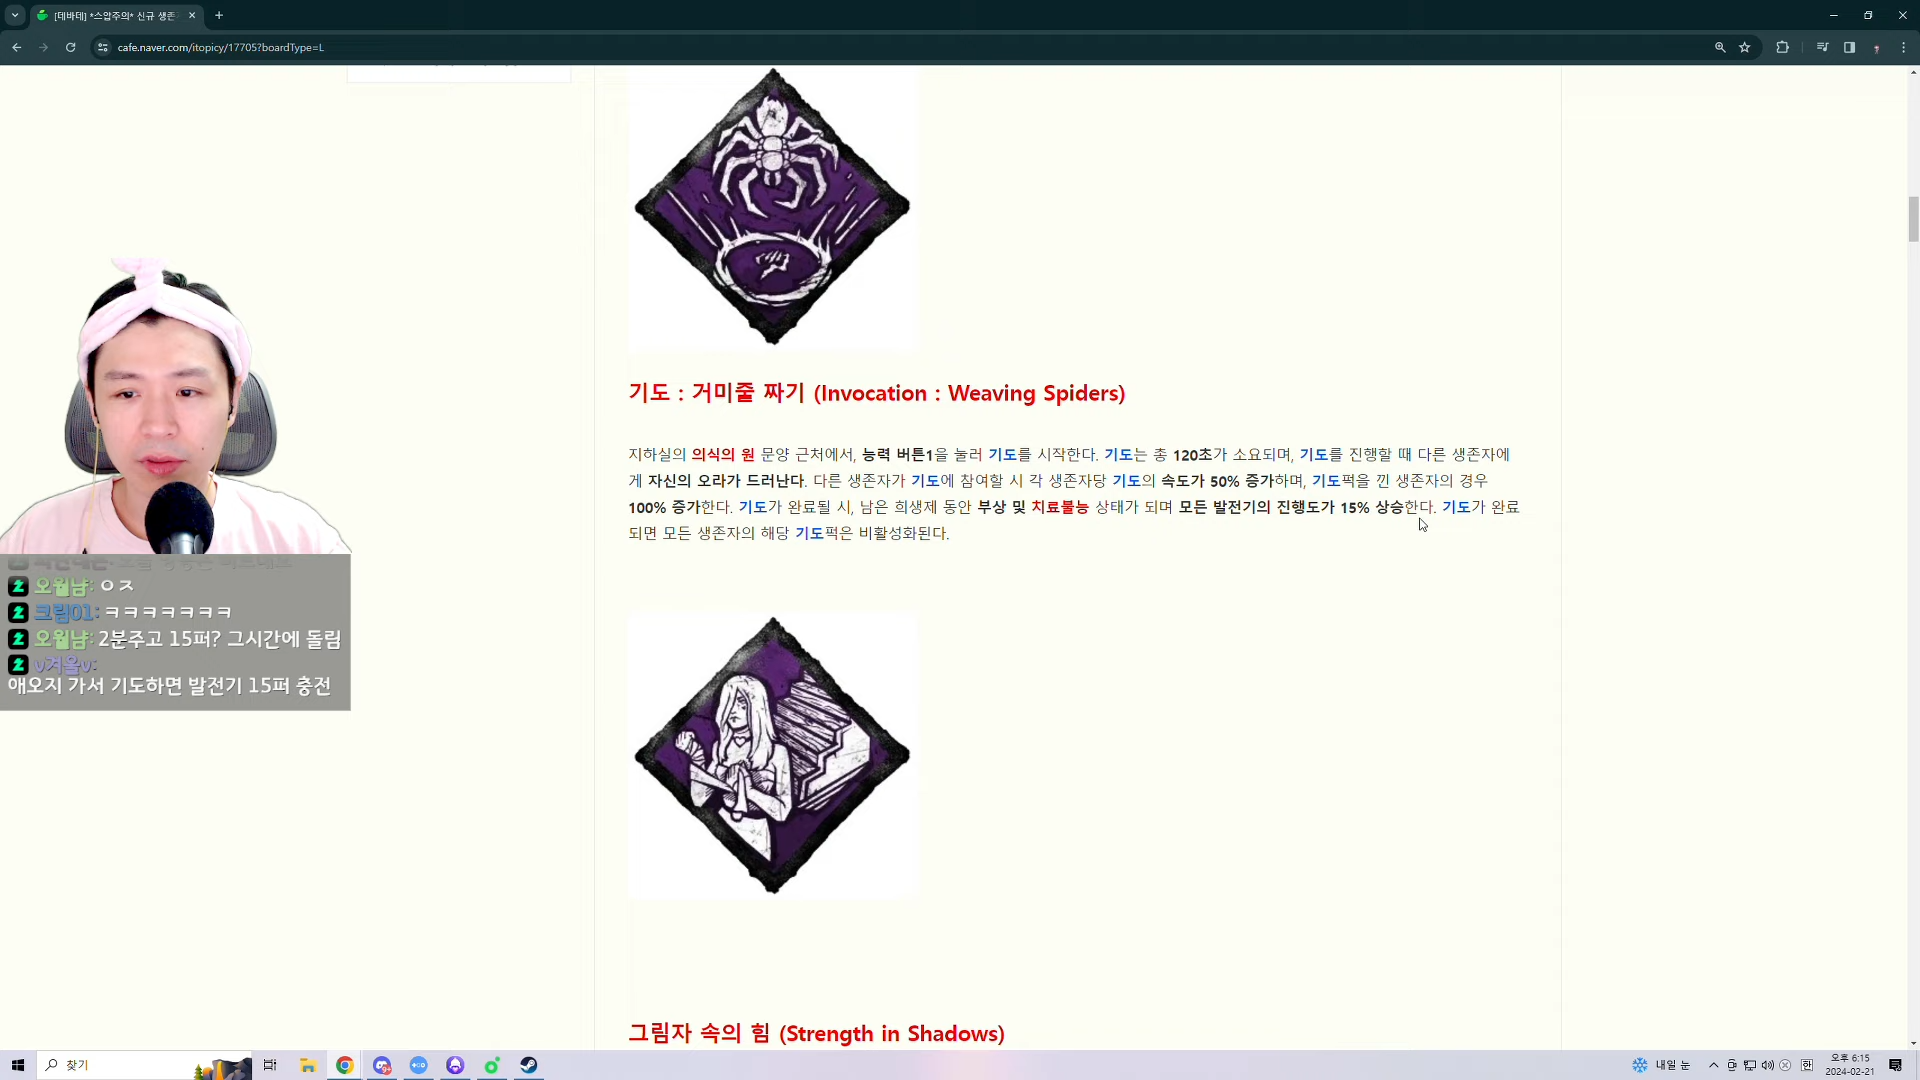 [데바데] *스압주의* 신규 생존
cafe.naver.com/itopicy/17705?boardType=L
기도 : 거미줄 짜기 (Invocation : Weaving Spiders)
지하실의 의식의 원 문양 근처에서, 능력 버튼1을 눌러 기도를 시작한다. 기도는 총 120초가 소요되며, 기도를 진행할 때 다른 생존자에
게 자신의 오라가 드러난다. 다른 생존자가 기도에 참여할 시 각 생존자당 기도의 속도가 50% 증가하며, 기도퍽을 낀 생존자의 경우
100% 증가한다. 기도가 완료될 시, 남은 희생제 동안 부상 및 치료불능 상태가 되며 모든 발전기의 진행도가 15% 상승한다. 기도가 완료
되면 모든 생존자의 해당 기도퍽은 비활성화된다.
오월냥: ㅇㅈ
크림01: ㅋㅋㅋㅋㅋㅋㅋ
오월냥: 2분주고 15퍼? 그시간에 돌림
v겨울v:
애오지 가서 기도하면 발전기 15퍼 충전
그림자 속의 힘 (Strength in Shadows)
찾기
내일 눈
한
오후 6:15
2024-02-21